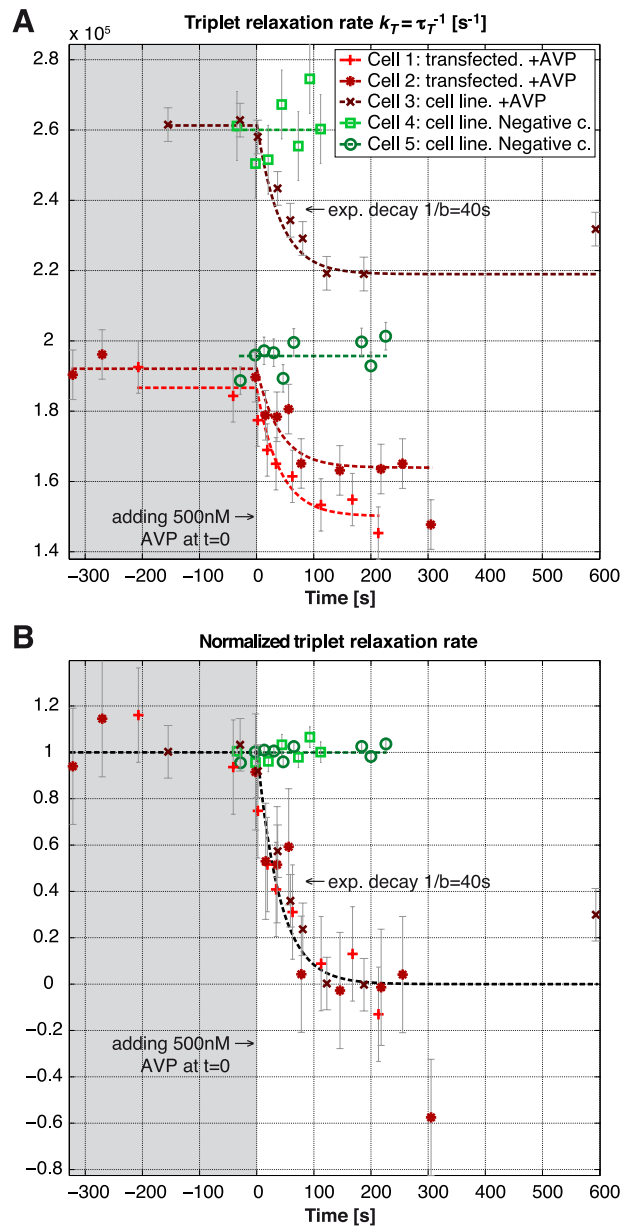 A
Triplet relaxation rate k_T = τ_T^-1 [s^-1]
x 10^5
2.8
2.6
2.4
2.2
2
1.8
1.6
1.4
Cell 1: transfected. +AVP
Cell 2: transfected. +AVP
Cell 3: cell line. +AVP
Cell 4: cell line. Negative c.
Cell 5: cell line. Negative c.
← exp. decay 1/b=40s
adding 500nM →
AVP at t=0
−300 −200 −100 0 100 200 300 400 500 600
Time [s]
B
Normalized triplet relaxation rate
1.2
1
0.8
0.6
0.4
0.2
0
−0.2
−0.4
−0.6
−0.8
← exp. decay 1/b=40s
adding 500nM →
AVP at t=0
−300 −200 −100 0 100 200 300 400 500 600
Time [s]